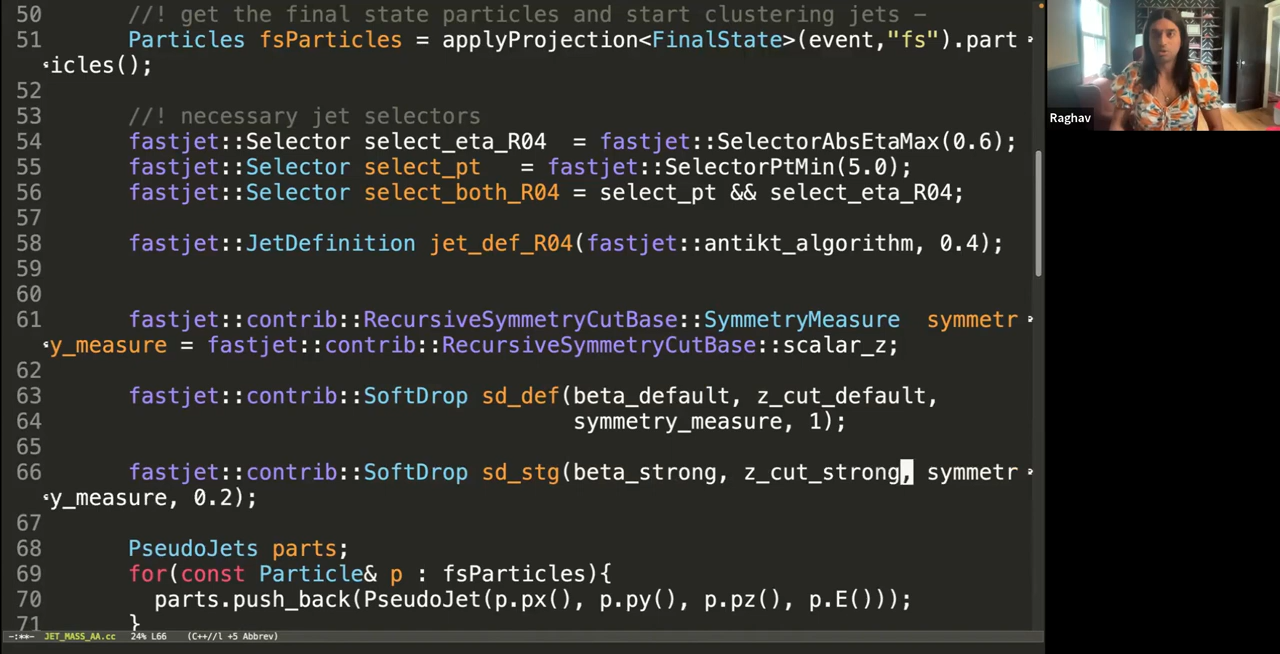 50 //! get the final state particles and start clustering jets -
51 Particles fsParticles = applyProjection<FinalState>(event,"fs").part
icles();
52
53 //! necessary jet selectors
54 fastjet::Selector select_eta_R04 = fastjet::SelectorAbsEtaMax(0.6);
55 fastjet::Selector select_pt = fastjet::SelectorPtMin(5.0);
56 fastjet::Selector select_both_R04 = select_pt && select_eta_R04;
57
58 fastjet::JetDefinition jet_def_R04(fastjet::antikt_algorithm, 0.4);
59
60
61 fastjet::contrib::RecursiveSymmetryCutBase::SymmetryMeasure symmetr
y_measure = fastjet::contrib::RecursiveSymmetryCutBase::scalar_z;
62
63 fastjet::contrib::SoftDrop sd_def(beta_default, z_cut_default,
64 symmetry_measure, 1);
65
66 fastjet::contrib::SoftDrop sd_stg(beta_strong, z_cut_strong, symmetr
y_measure, 0.2);
67
68 PseudoJets parts;
69 for(const Particle& p : fsParticles){
70 parts.push_back(PseudoJet(p.px(), p.py(), p.pz(), p.E()));
71 }
-:**- JET_MASS_AA.cc 24% L66 (C++//l +5 Abbrev)
Raghav